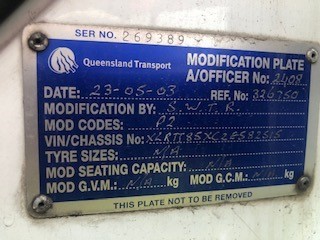 SER NO. 269389
Queensland Transport
MODIFICATION PLATE
A/OFFICER No: 2408
DATE: 23-05-03
REF. No: 326750
MODIFICATION BY: S.W.T.R.
MOD CODES: P2
VIN/CHASSIS No:
TYRE SIZES: N/A
MOD SEATING CAPACITY: N/A
MOD G.V.M: N/A kg MOD G.C.M: N/A kg
THIS PLATE NOT TO BE REMOVED